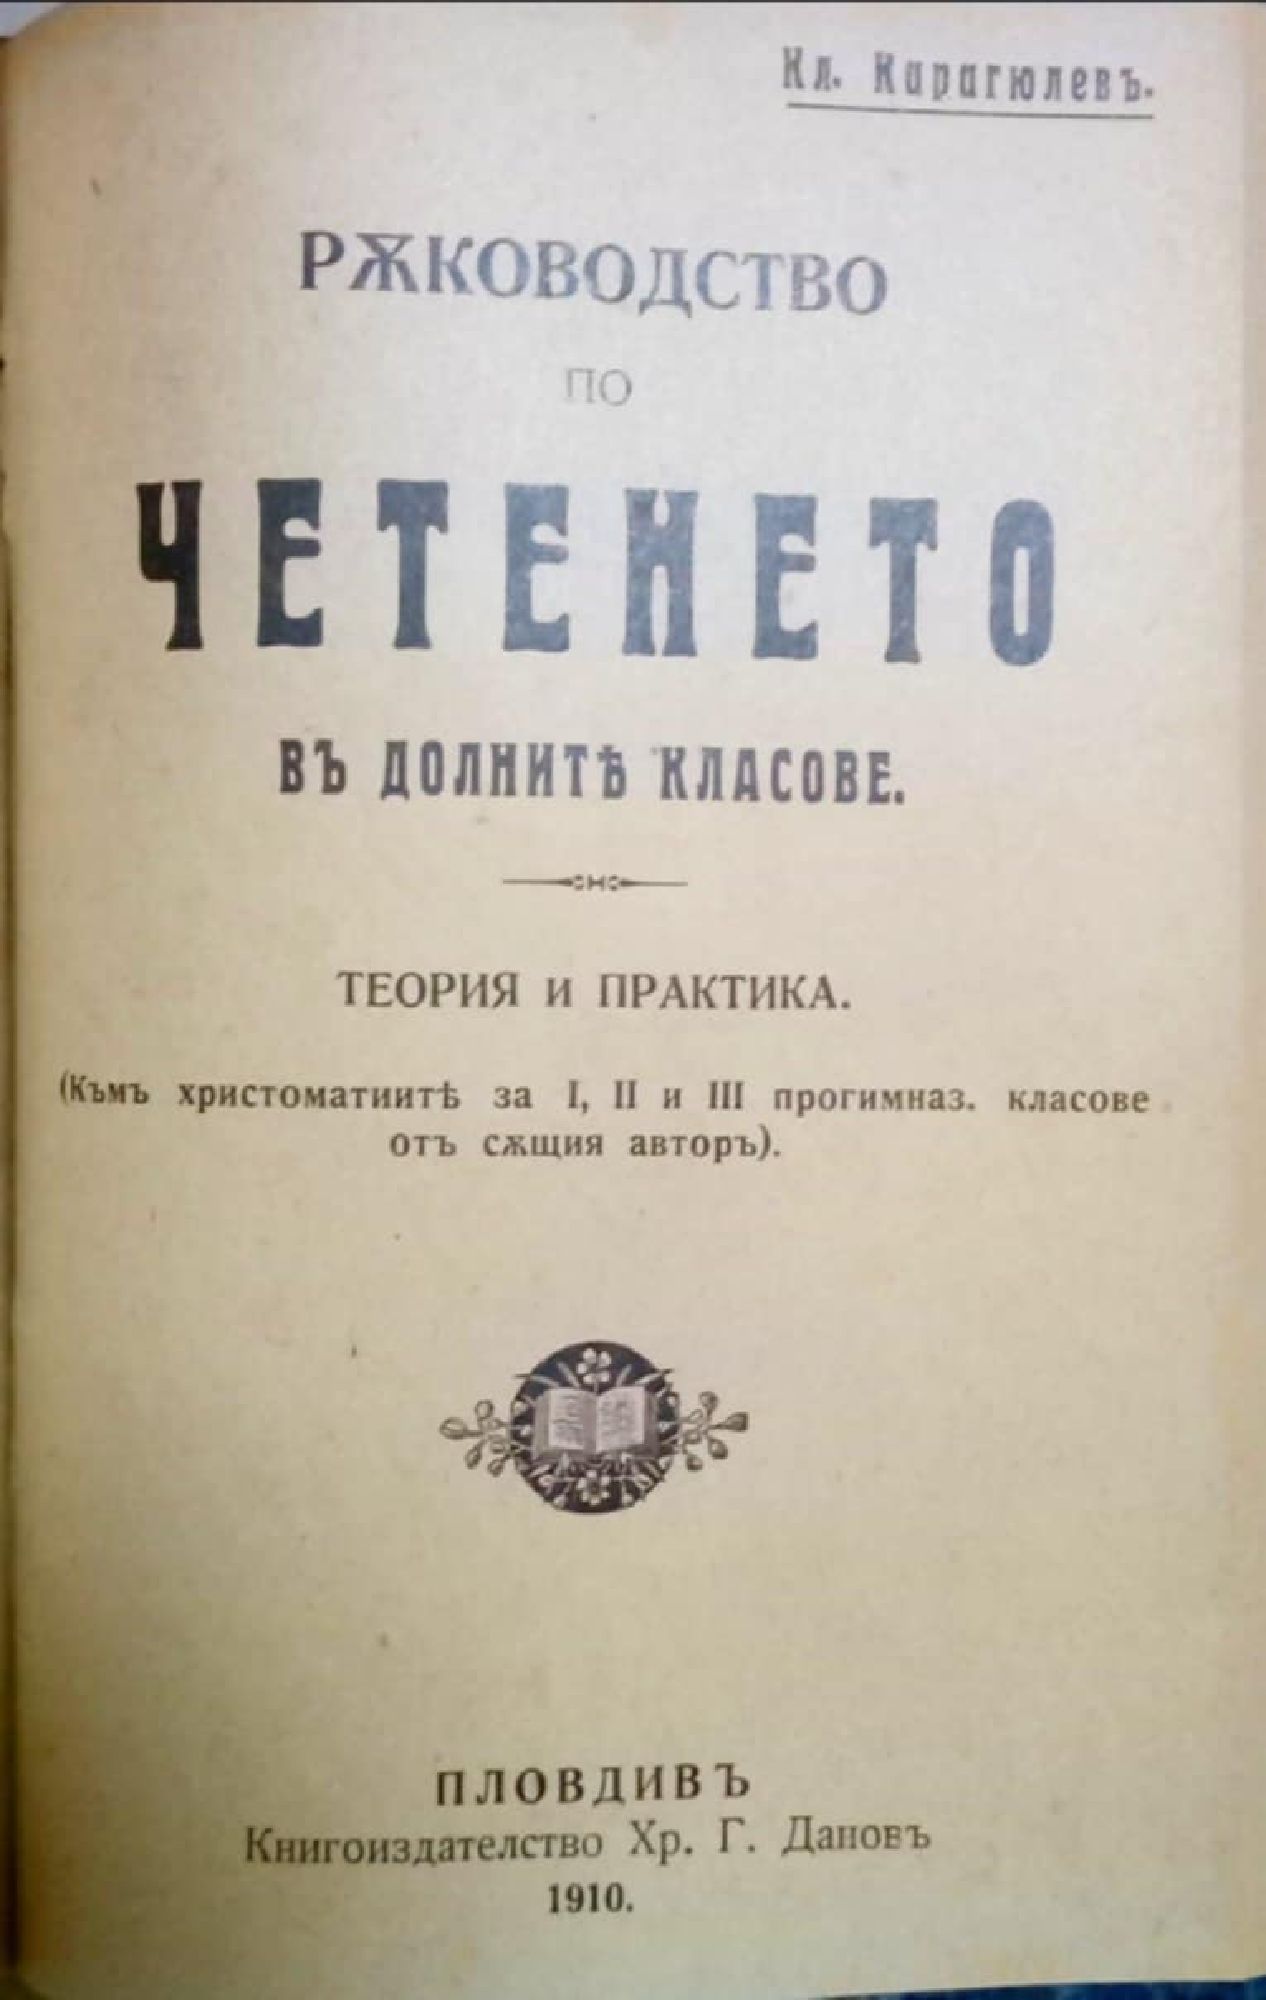 Кл. Карагюлевъ.
РѪКОВОДСТВО
ПО
ЧЕТЕНЕТО
ВЪ ДОЛНИТѢ КЛАСОВЕ.
ТЕОРИЯ И ПРАКТИКА.
(Къмъ христоматиитѣ за I, II и III прогимназ. класове
отъ сѫщия авторъ).
ПЛОВДИВЪ
Книгоиздателство Хр. Г. Дановъ
1910.